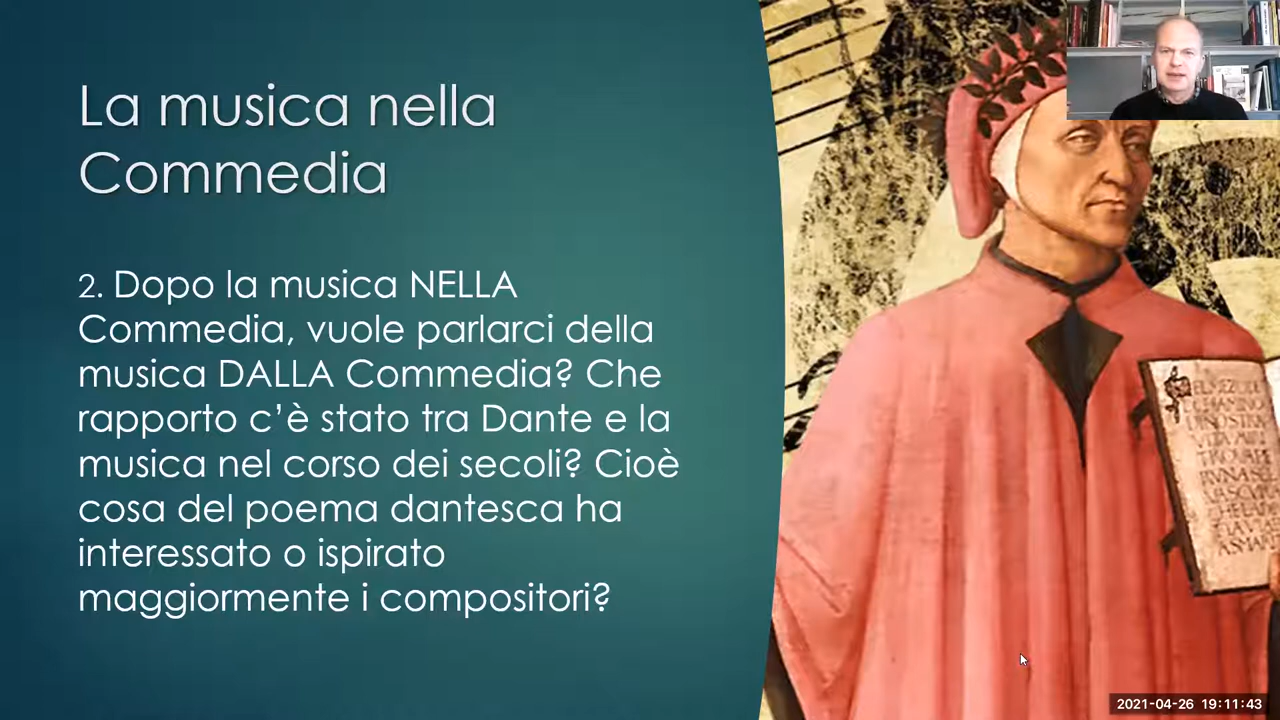 La musica nella
Commedia
2. Dopo la musica NELLA
Commedia, vuole parlarci della
musica DALLA Commedia? Che
rapporto c’è stato tra Dante e la
musica nel corso dei secoli? Cioè
cosa del poema dantesca ha
interessato o ispirato
maggiormente i compositori?
2021-04-26 19:11:43